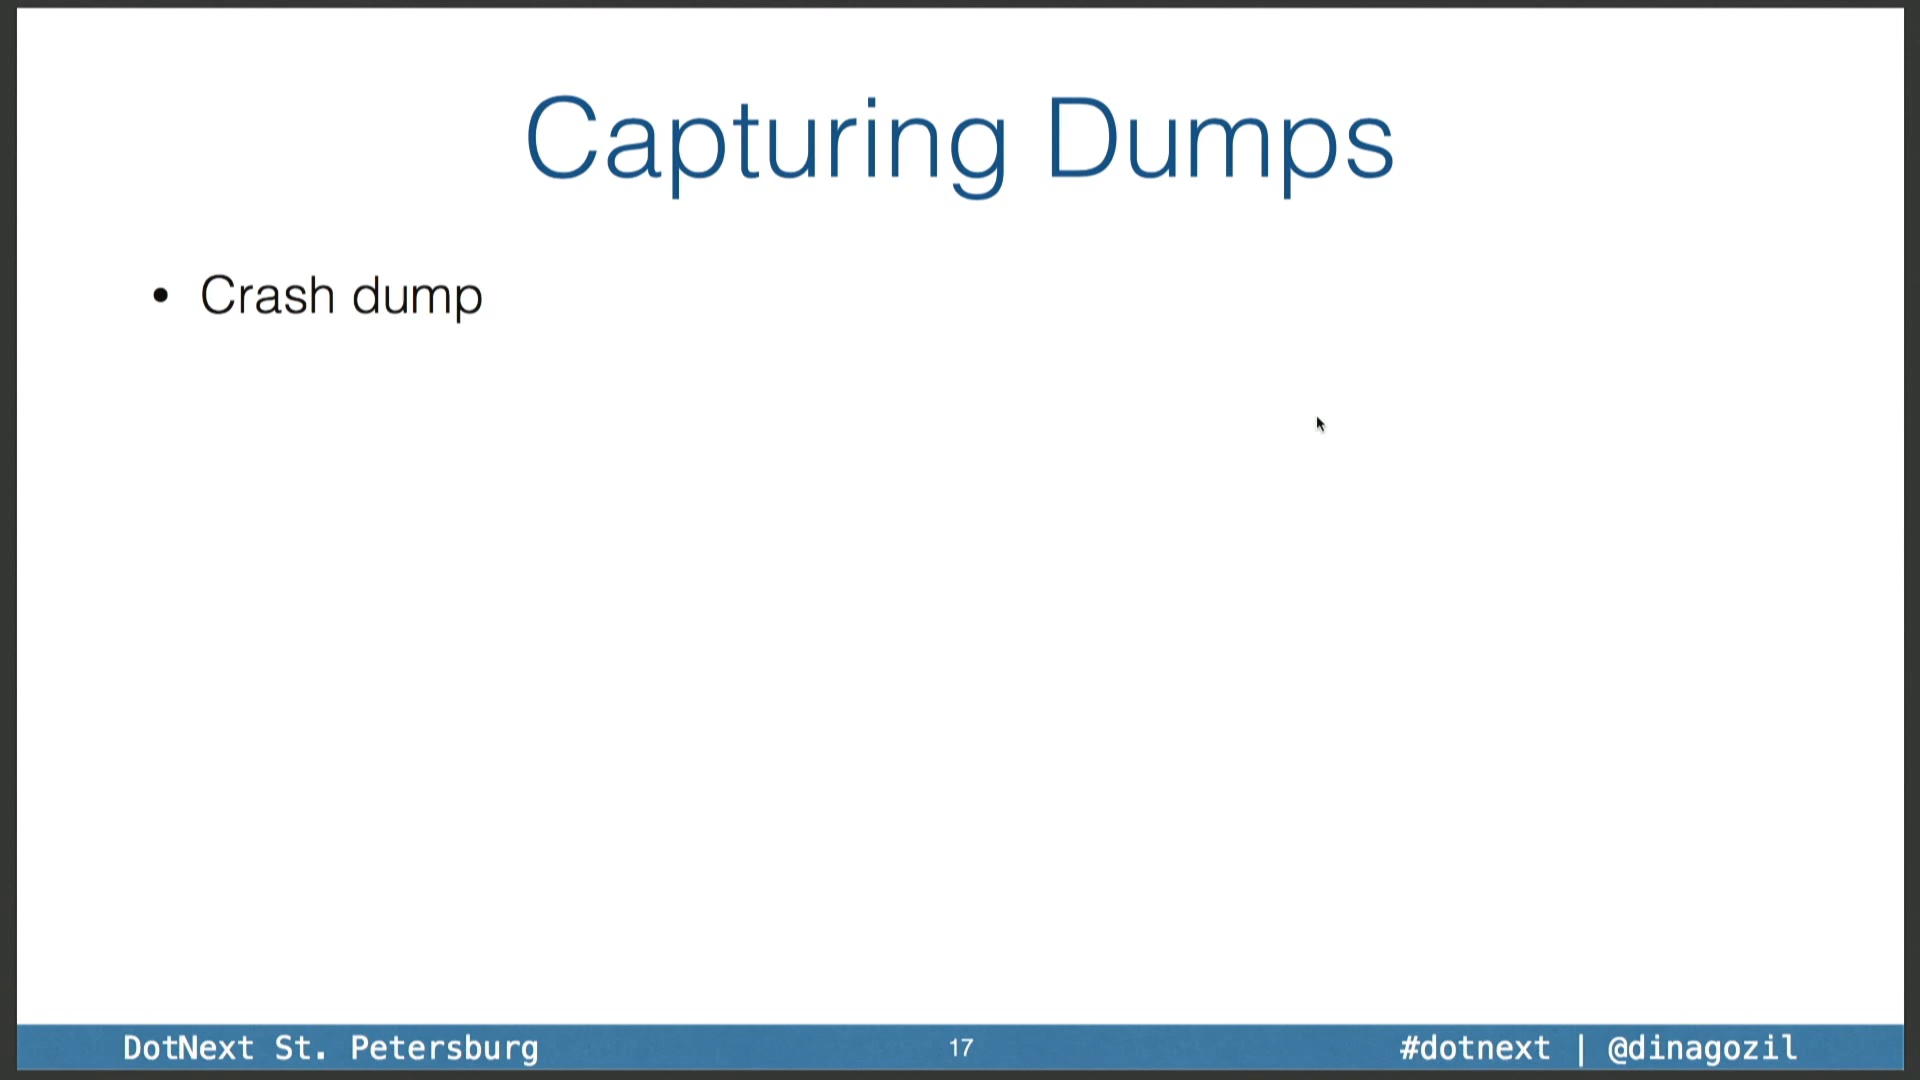 Capturing Dumps
• Crash dump
DotNext St. Petersburg
17
#dotnext | @dinagozil